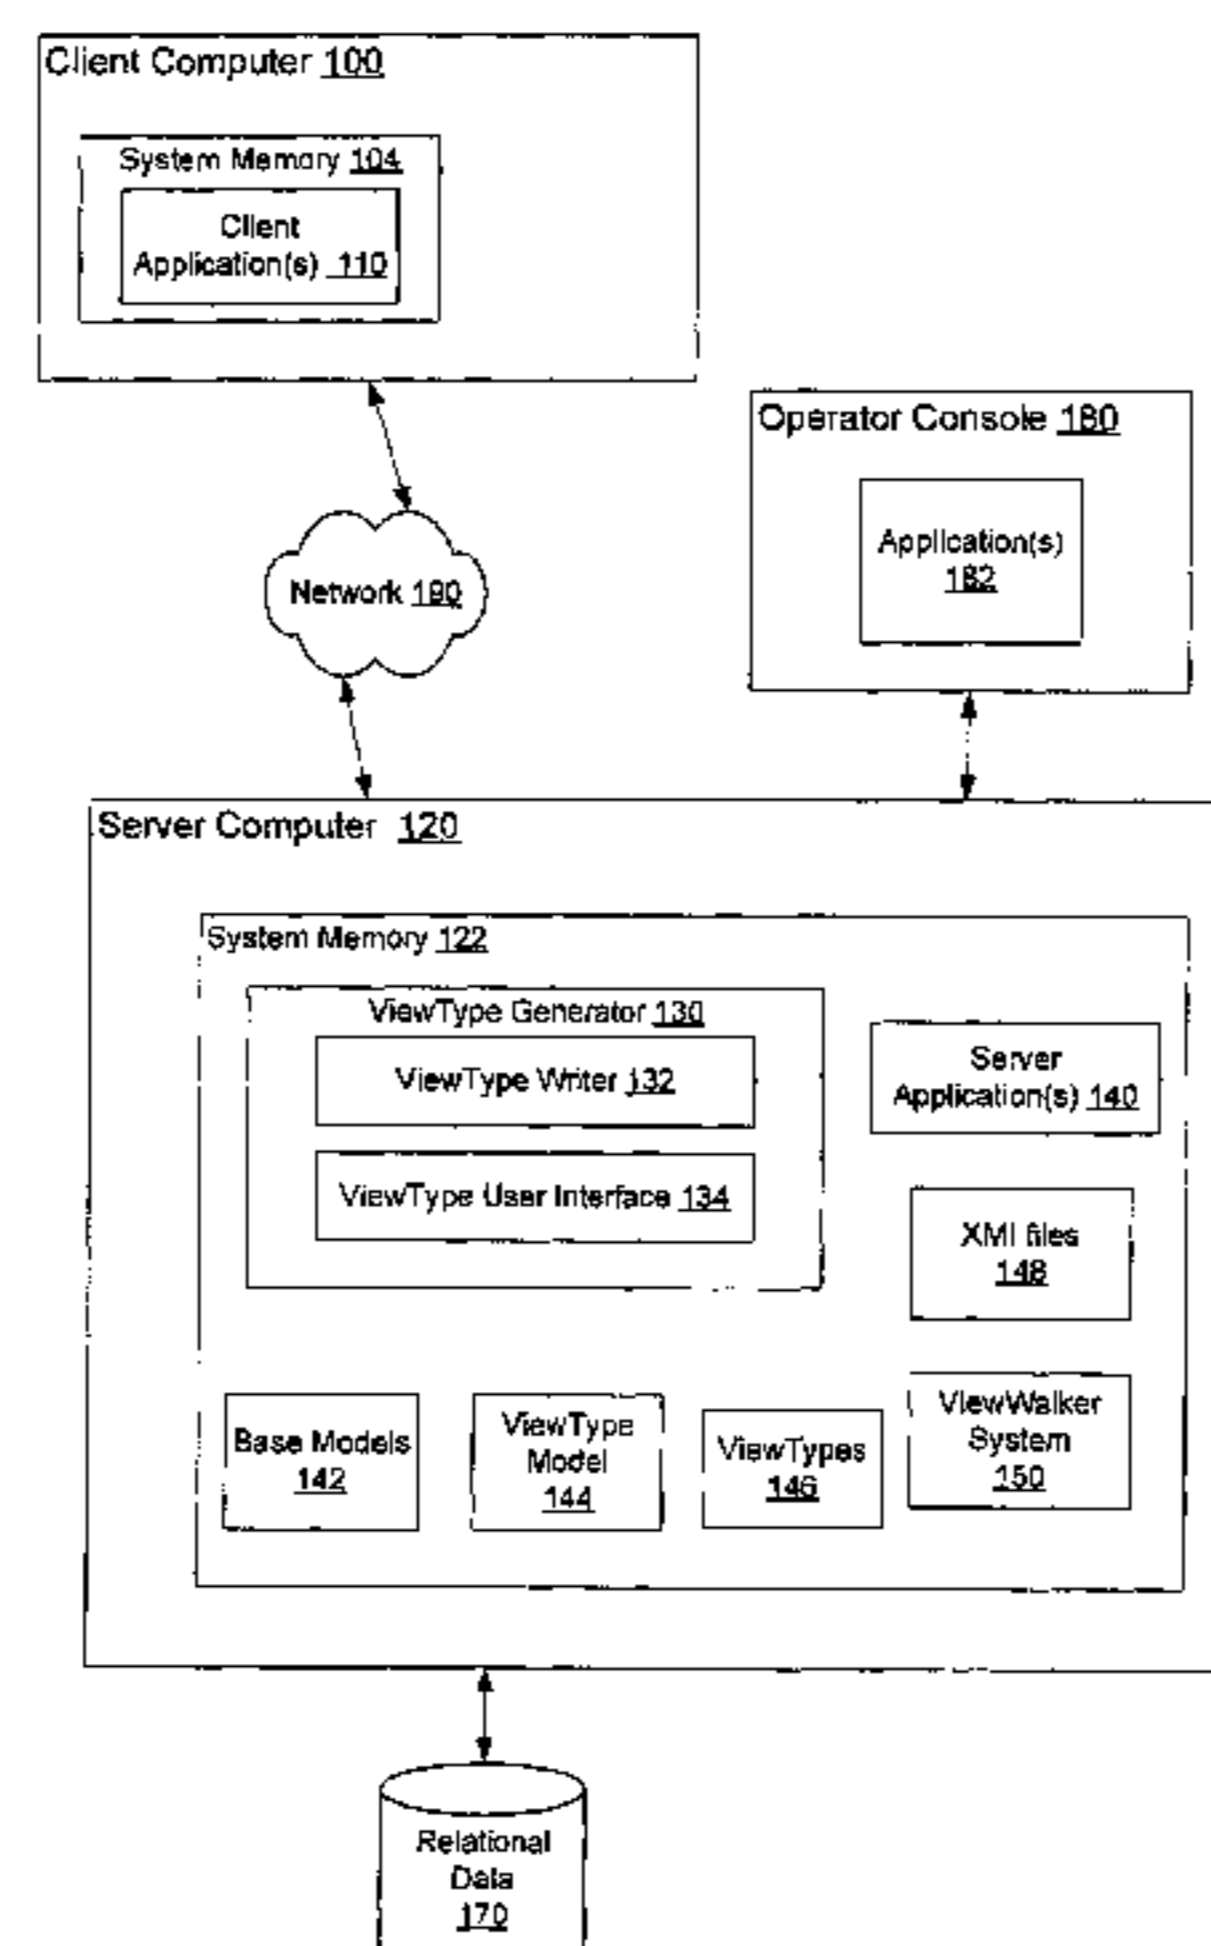 Client Computer 100
System Memory 104
Client
Application(s) 110
Operator Console 180
Application(s)
182
Network 190
Server Computer 120
System Memory 122
ViewType Generator 130
ViewType Writer 132
ViewType User Interface 134
Server
Application(s) 140
XMI files
148
Base Models
142
ViewType
Model
144
ViewTypes
146
ViewWalker
System
150
Relational
Data
170